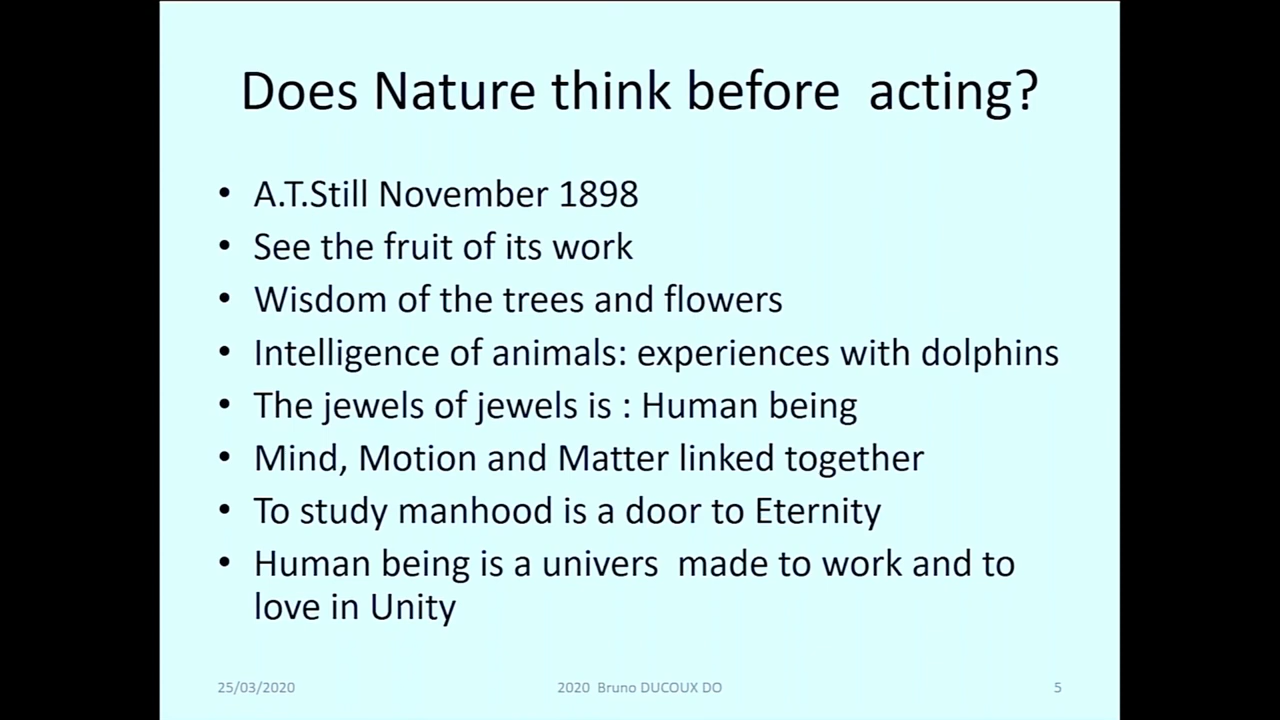 Does Nature think before  acting?
• A.T.Still November 1898
• See the fruit of its work
• Wisdom of the trees and flowers
• Intelligence of animals: experiences with dolphins
• The jewels of jewels is : Human being
• Mind, Motion and Matter linked together
• To study manhood is a door to Eternity
• Human being is a univers  made to work and to
love in Unity
25/03/2020
2020  Bruno DUCOUX DO
5